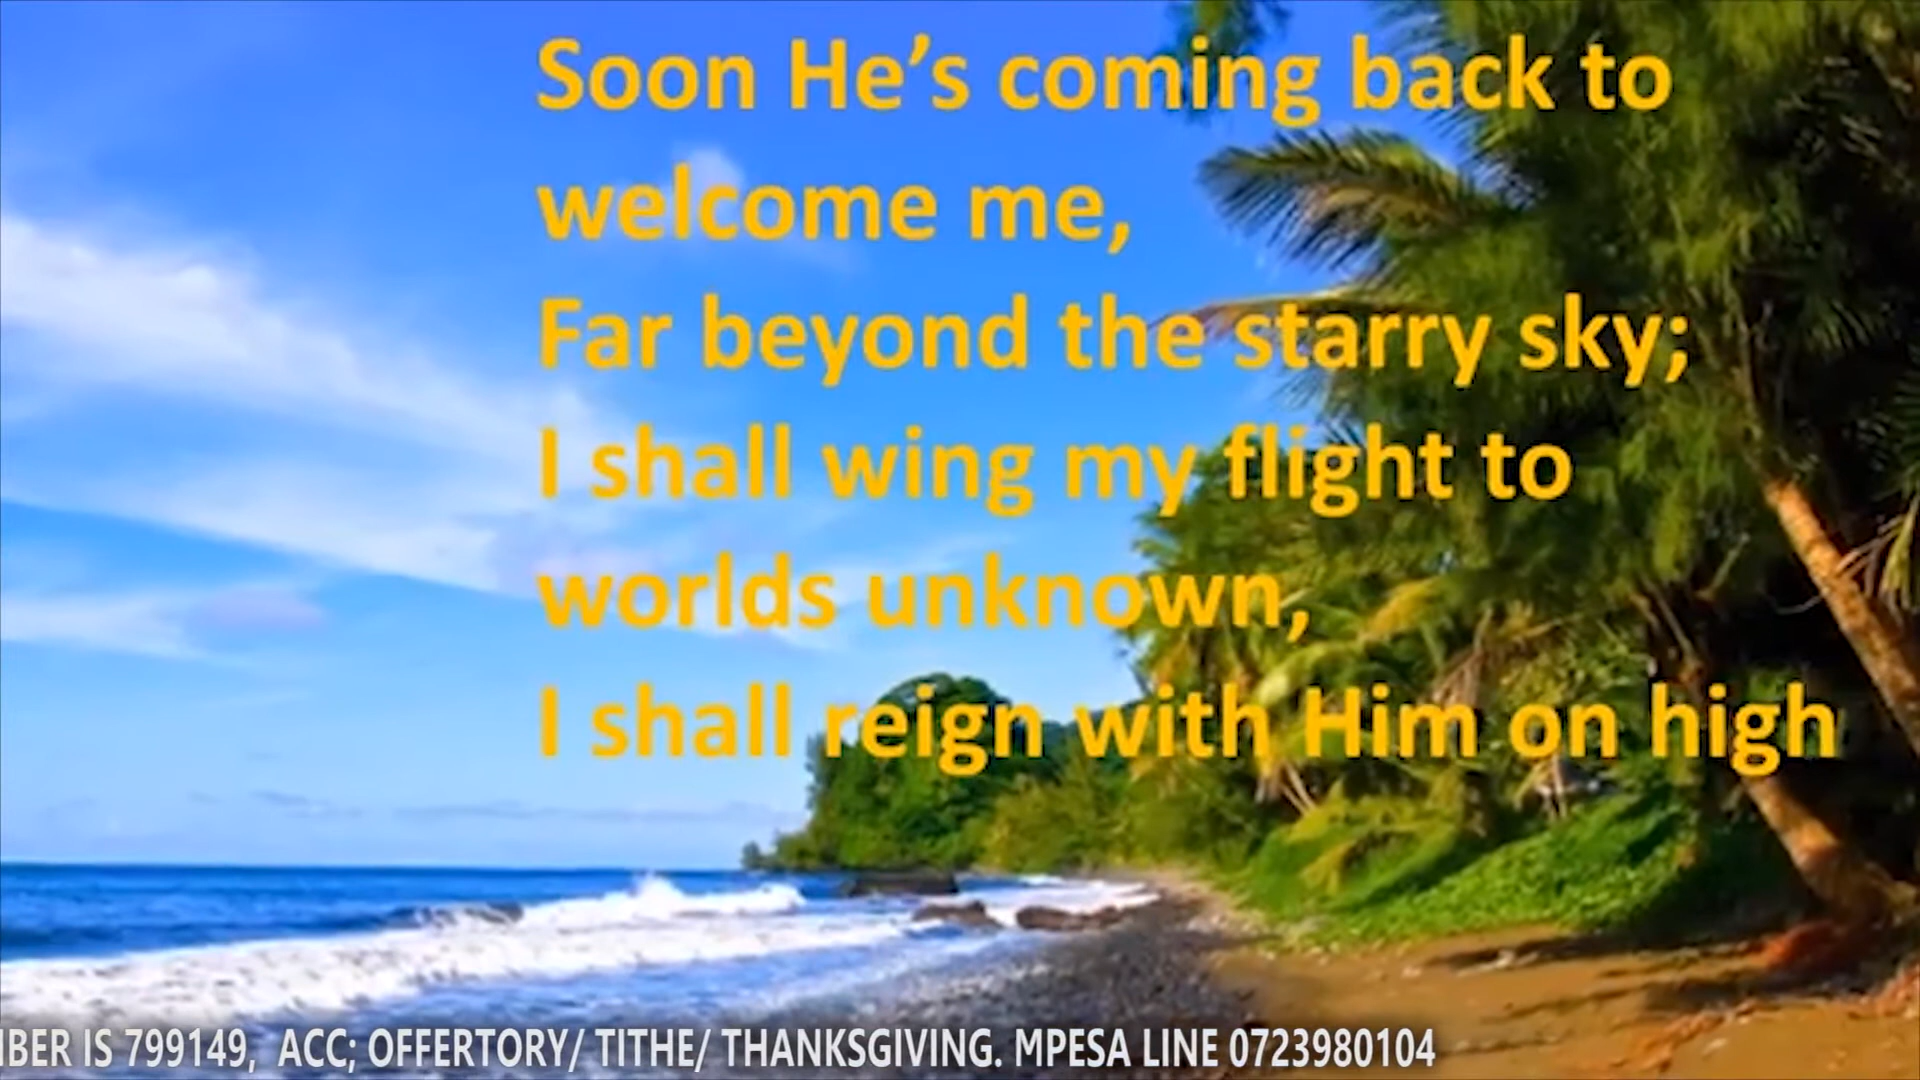 Soon He’s coming back to
welcome me,
Far beyond the starry sky;
I shall wing my flight to
worlds unknown,
I shall reign with Him on high
IS 799149, ACC; OFFERTORY/ TITHE/ THANKSGIVING. MPESA LINE 0723980104